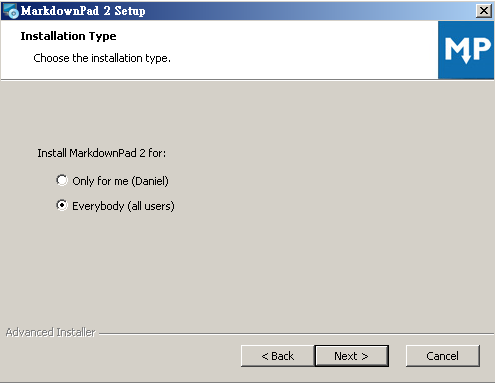 MarkdownPad 2 Setup
Installation Type
Choose the installation type.
M↓P
Install MarkdownPad 2 for:
Only for me (Daniel)
Everybody (all users)
Advanced Installer
< Back
Next >
Cancel